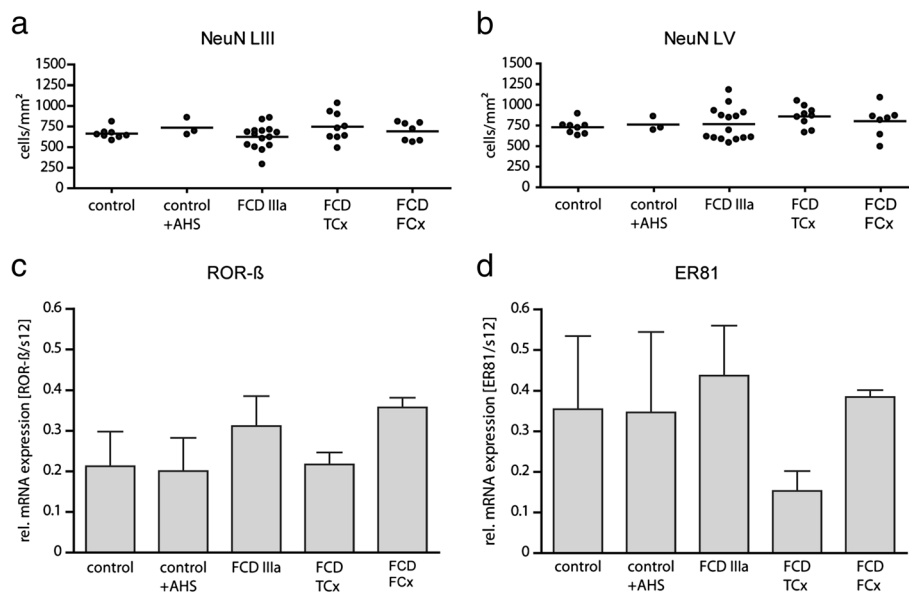 a
NeuN LIII
1500
1250
1000
750
500
250
0
cells/mm²
control
control
+AHS
FCD IIIa
FCD
TCx
FCD
FCx
b
NeuN LV
1500
1250
1000
750
500
250
0
cells/mm²
control
control
+AHS
FCD IIIa
FCD
TCx
FCD
FCx
c
ROR-ß
0.6
0.5
0.4
0.3
0.2
0.1
0
rel. mRNA expression [ROR-ß/s12]
control
control
+AHS
FCD IIIa
FCD
TCx
FCD
FCx
d
ER81
0.6
0.5
0.4
0.3
0.2
0.1
0
rel. mRNA expression [ER81/s12]
control
control
+AHS
FCD IIIa
FCD
TCx
FCD
FCx